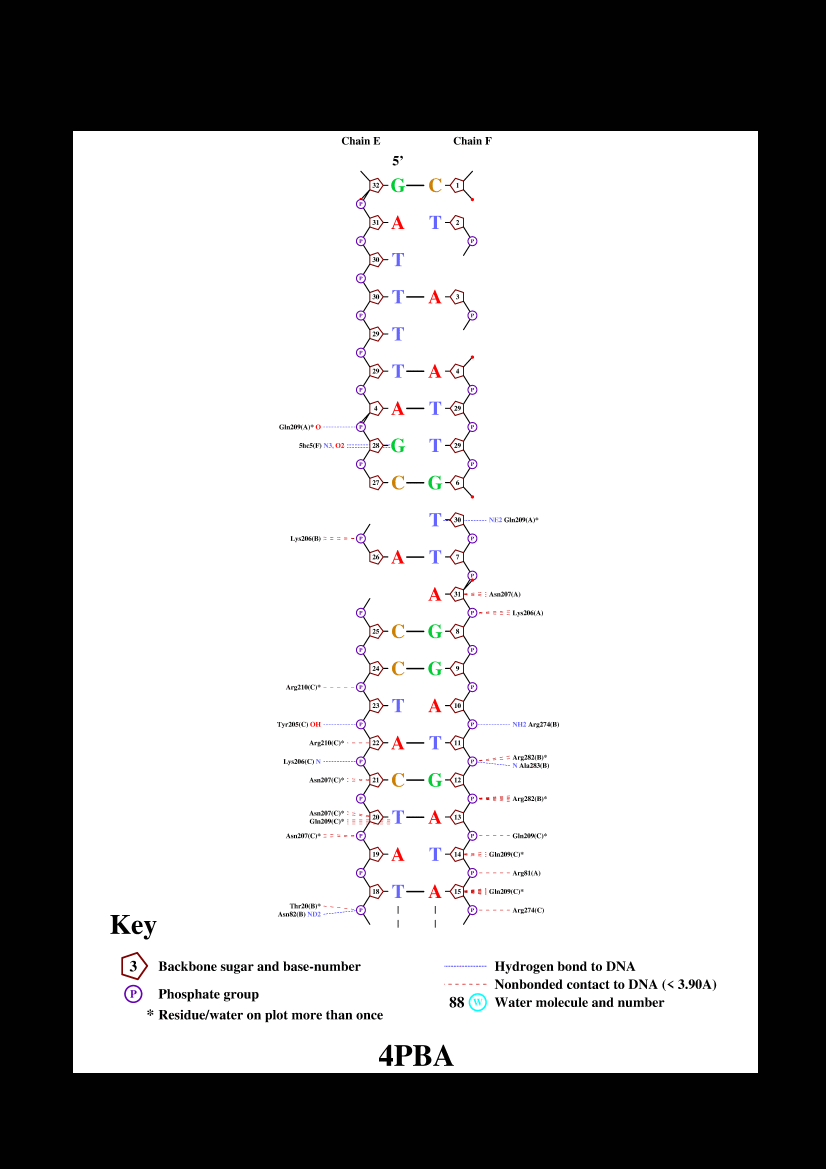 Chain E Chain F
5’
32 G C 1
P
31 A T 2
P P
30 T
P
30 T A 3
P P
29 T
P
29 T A 4
P P
4 A T 29
Gln209(A)* O P P
5hc5(F) N3, O2 28 G T 29
P P
27 C G 6
T 30 NE2 Gln209(A)*
Lys206(B) P P
26 A T 7
P
A 31 Asn207(A)
P P Lys206(A)
25 C G 8
P P
24 C G 9
Arg210(C)* P P
23 T A 10
Tyr205(C) OH P P NH2 Arg274(B)
Arg210(C)* 22 A T 11
Lys206(C) N P P Arg282(B)*
N Ala283(B)
Asn207(C)* 21 C G 12
P P Arg282(B)*
Asn207(C)*
Gln209(C)* 20 T A 13
Asn207(C)* P P Gln209(C)*
19 A T 14 Gln209(C)*
P P Arg81(A)
18 T A 15 Gln209(C)*
Thr20(B)*
Asn82(B) ND2 P P Arg274(C)
Key
3 Backbone sugar and base-number
P Phosphate group
* Residue/water on plot more than once
Hydrogen bond to DNA
Nonbonded contact to DNA (< 3.90A)
88 W Water molecule and number
4PBA